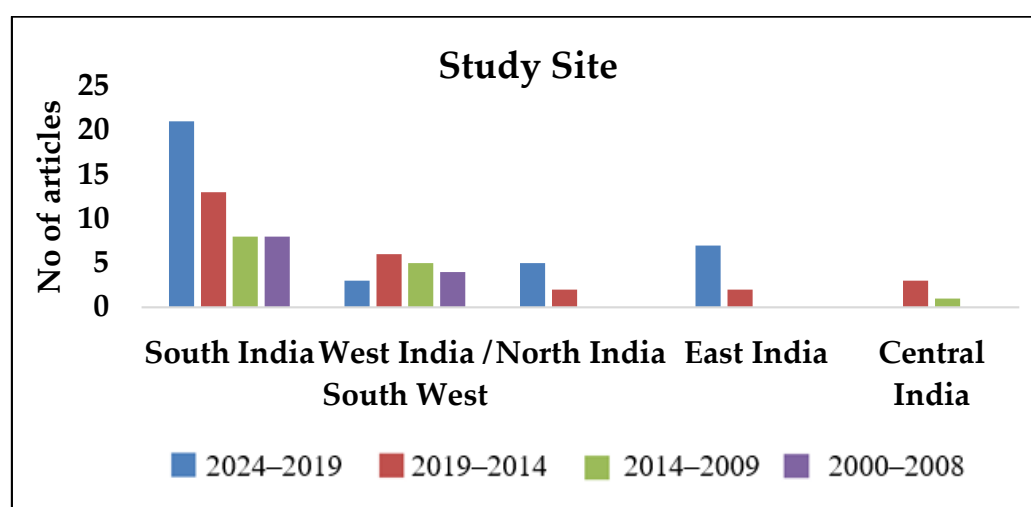 Study Site
No of articles
25
20
15
10
5
0
South India West India / North India East India Central
South West India
2024–2019 2019–2014 2014–2009 2000–2008